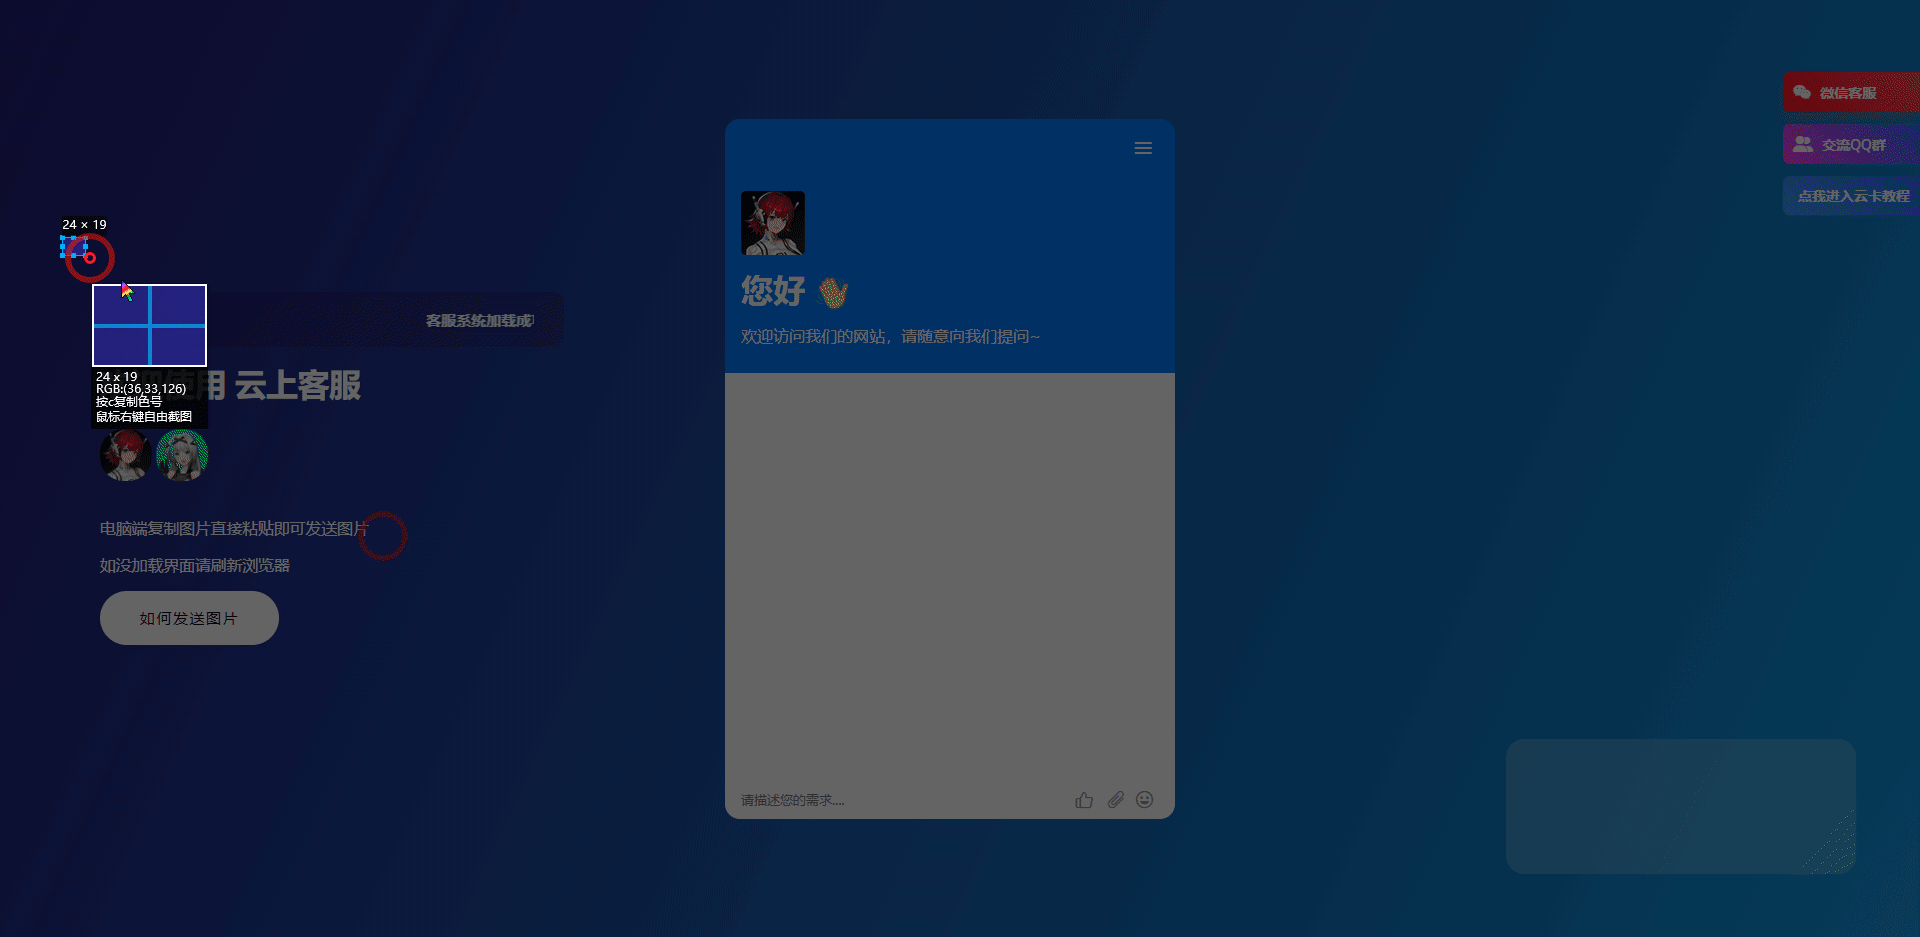 微信客服
交流QQ群
点我进入云卡教程
24 × 19
您好
欢迎访问我们的网站，请随意向我们提问~
客服系统加载成
24 x 19
RGB:(36,33,126)
按c复制色号
鼠标右键自由截图
用 云上客服
电脑端复制图片直接粘贴即可发送图片
如没加载界面请刷新浏览器
如何发送图片
请描述您的需求....